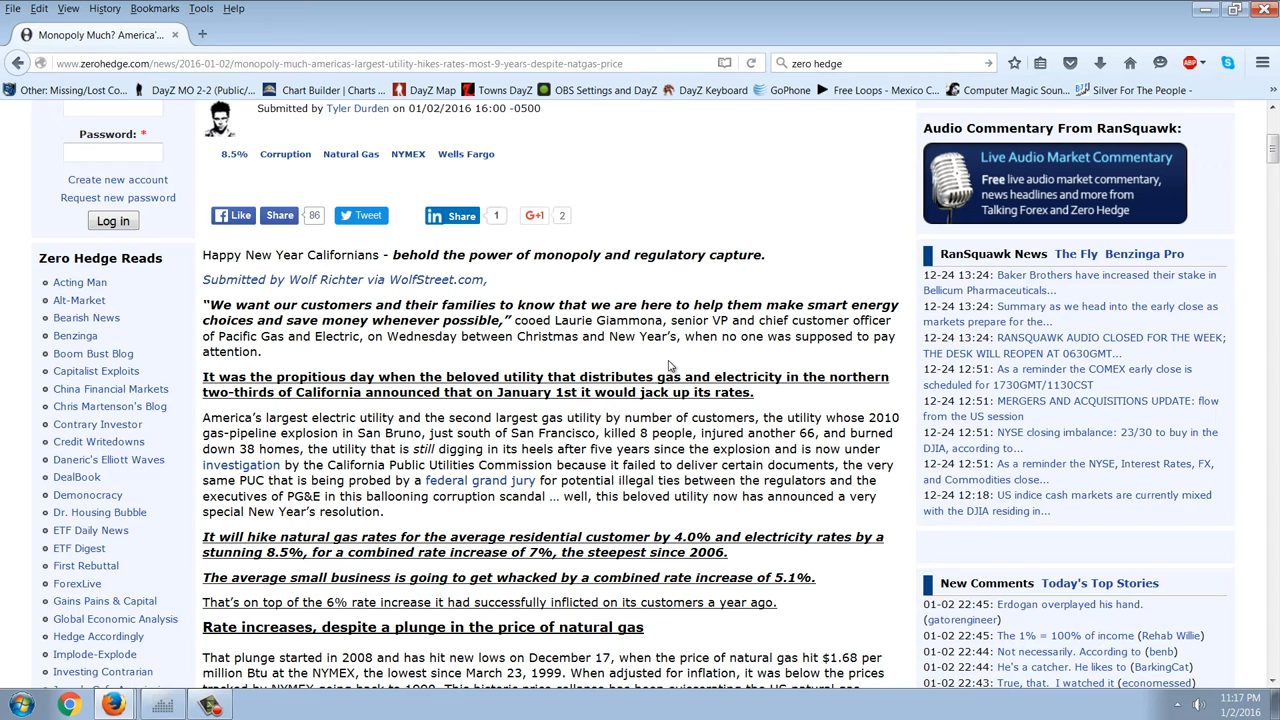 File Edit View History Bookmarks Tools Help
Monopoly Much? America'... × +
www.zerohedge.com/news/2016-01-02/monopoly-much-americas-largest-utility-hikes-rates-most-9-years-despite-natgas-price
zero hedge
ABP
Other: Missing/Lost Co... DayZ MO 2-2 (Public/... Chart Builder | Charts ... DayZ Map Towns DayZ OBS Settings and DayZ DayZ Keyboard GoPhone Free Loops - Mexico C... Computer Magic Soun... Silver For The People - »
Submitted by Tyler Durden on 01/02/2016 16:00 -0500
8.5% Corruption Natural Gas NYMEX Wells Fargo
Like Share 86 Tweet in Share 1 G+1 2
Happy New Year Californians - behold the power of monopoly and regulatory capture.
Submitted by Wolf Richter via WolfStreet.com,
“We want our customers and their families to know that we are here to help them make smart energy
choices and save money whenever possible,” cooed Laurie Giammona, senior VP and chief customer officer
of Pacific Gas and Electric, on Wednesday between Christmas and New Year’s, when no one was supposed to pay
attention.
It was the propitious day when the beloved utility that distributes gas and electricity in the northern
two-thirds of California announced that on January 1st it would jack up its rates.
America’s largest electric utility and the second largest gas utility by number of customers, the utility whose 2010
gas-pipeline explosion in San Bruno, just south of San Francisco, killed 8 people, injured another 66, and burned
down 38 homes, the utility that is still digging in its heels after five years since the explosion and is now under
investigation by the California Public Utilities Commission because it failed to deliver certain documents, the very
same PUC that is being probed by a federal grand jury for potential illegal ties between the regulators and the
executives of PG&E in this ballooning corruption scandal … well, this beloved utility now has announced a very
special New Year’s resolution.
It will hike natural gas rates for the average residential customer by 4.0% and electricity rates by a
stunning 8.5%, for a combined rate increase of 7%, the steepest since 2006.
The average small business is going to get whacked by a combined rate increase of 5.1%.
That’s on top of the 6% rate increase it had successfully inflicted on its customers a year ago.
Rate increases, despite a plunge in the price of natural gas
That plunge started in 2008 and has hit new lows on December 17, when the price of natural gas hit $1.68 per
million Btu at the NYMEX, the lowest since March 23, 1999. When adjusted for inflation, it was below the prices
Password: *
Create new account
Request new password
Log in
Zero Hedge Reads
Acting Man
Alt-Market
Bearish News
Benzinga
Boom Bust Blog
Capitalist Exploits
China Financial Markets
Chris Martenson's Blog
Contrary Investor
Credit Writedowns
Daneric's Elliott Waves
DealBook
Demonocracy
Dr. Housing Bubble
ETF Daily News
ETF Digest
First Rebuttal
ForexLive
Gains Pains & Capital
Global Economic Analysis
Hedge Accordingly
Implode-Explode
Investing Contrarian
Audio Commentary From RanSquawk:
Live Audio Market Commentary
Free live audio market commentary,
news headlines and more from
Talking Forex and Zero Hedge
RanSquawk News The Fly Benzinga Pro
12-24 13:24: Baker Brothers have increased their stake in
Bellicum Pharmaceuticals...
12-24 13:24: Summary as we head into the early close as
markets prepare for the...
12-24 13:24: RANSQUAWK AUDIO CLOSED FOR THE WEEK;
THE DESK WILL REOPEN AT 0630GMT...
12-24 12:51: As a reminder the COMEX early close is
scheduled for 1730GMT/1130CST
12-24 12:51: MERGERS AND ACQUISITIONS UPDATE: flow
from the US session
12-24 12:51: NYSE closing imbalance: 23/30 to buy in the
DJIA, according to...
12-24 12:51: As a reminder the NYSE, Interest Rates, FX,
and Commodities close...
12-24 12:18: US indice cash markets are currently mixed
with the DJIA residing in...
New Comments Today's Top Stories
01-02 22:45: Erdogan overplayed his hand.
(gatorengineer)
01-02 22:44: The 1% = 100% of income (Rehab Willie)
01-02 22:44: Not necessarily. According to (benb)
01-02 22:44: He's a catcher. He likes to (BarkingCat)
01-02 22:43: True, that. I watched it (economessed)
11:17 PM
1/2/2016